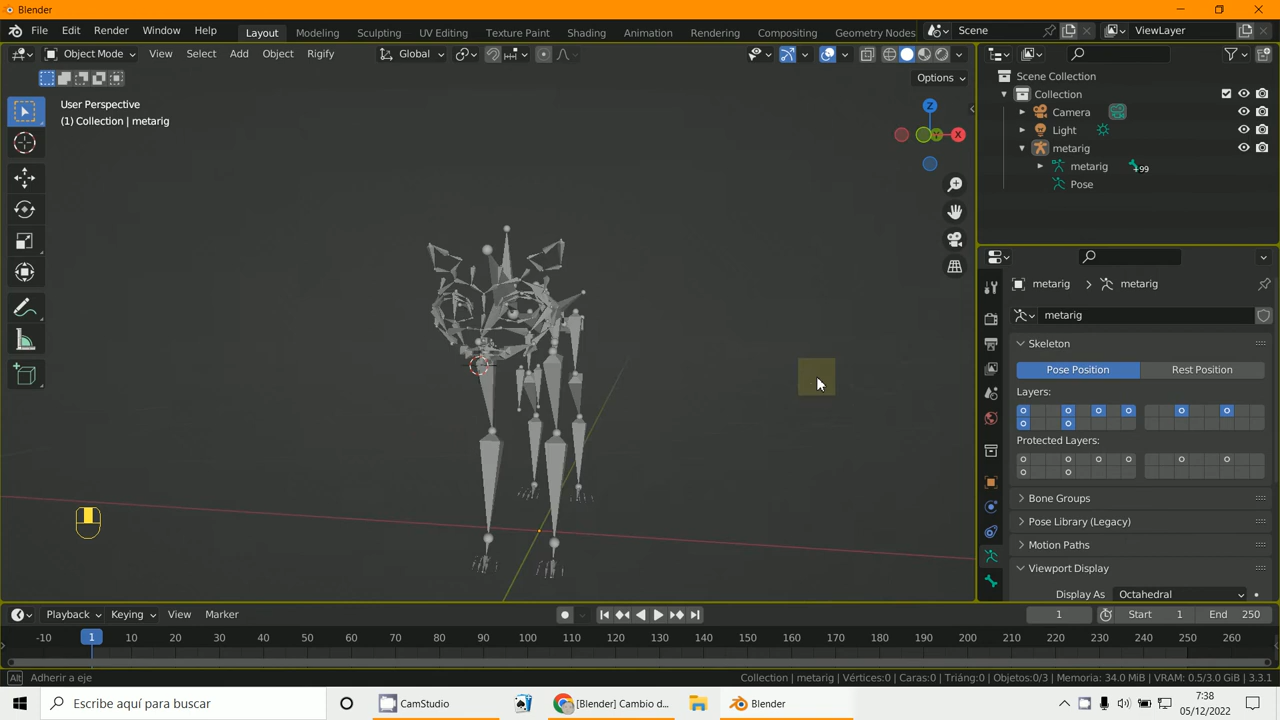 Blender
File Edit Render Window Help
Layout Modeling Sculpting UV Editing Texture Paint Shading Animation Rendering Compositing Geometry Nodes
Scene ViewLayer
Object Mode View Select Add Object Rigify Global
Options
User Perspective
(1) Collection | metarig
Z
Y
X
Scene Collection
Collection
Camera
Light
metarig
metarig +99
Pose
metarig metarig
metarig
Skeleton
Pose Position Rest Position
Layers:
Protected Layers:
Bone Groups
Pose Library (Legacy)
Motion Paths
Viewport Display
Display As Octahedral
Playback Keying View Marker 1 Start 1 End 250
-10 1 10 20 30 40 50 60 70 80 90 100 110 120 130 140 150 160 170 180 190 200 210 220 230 240 250 260
Alt Adherir a eje Collection | metarig | Vértices:0 | Caras:0 | Triáng:0 | Objetos:0/3 | Memoria: 34.0 MiB | VRAM: 0.5/3.0 GiB | 3.3.1
Escribe aquí para buscar CamStudio [Blender] Cambio d... Blender 7:38
05/12/2022